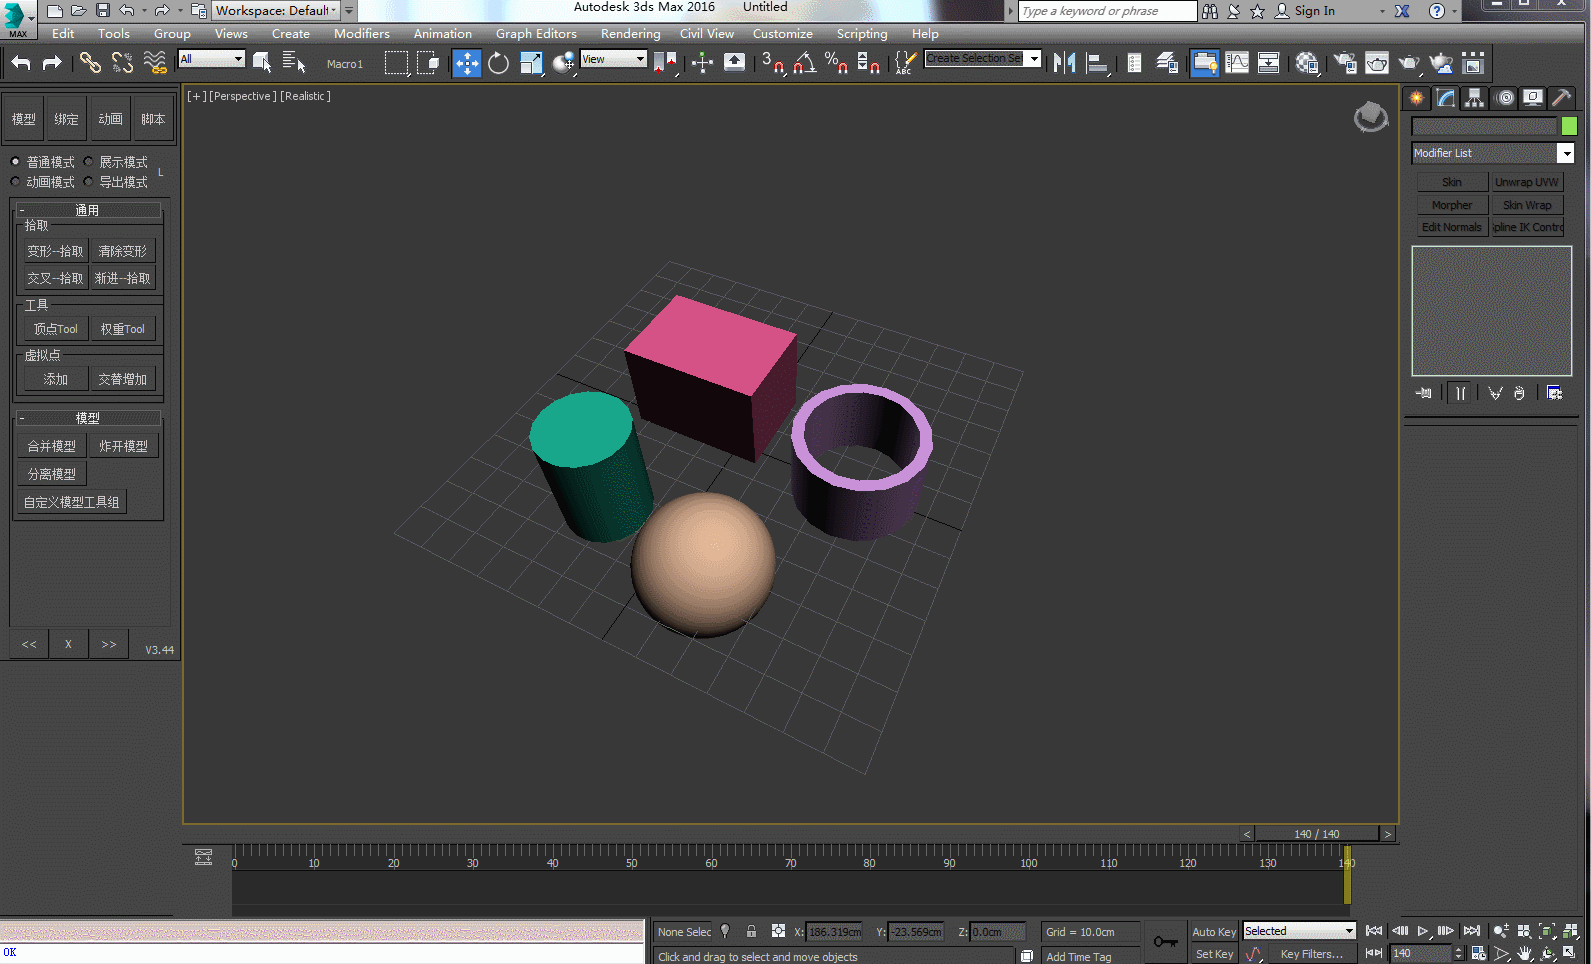 Workspace: Default
Autodesk 3ds Max 2016 Untitled
Type a keyword or phrase
Sign In
MAX
Edit Tools Group Views Create Modifiers Animation Graph Editors Rendering Civil View Customize Scripting Help
All
Macro1
View
3
%
ABC
Create Selection Se
模型 绑定 动画 脚本
普通模式 展示模式
动画模式 导出模式
L
- 通用
拾取
变形--拾取 清除变形
交叉--拾取 渐进--拾取
工具
顶点Tool 权重Tool
虚拟点
添加 交替增加
- 模型
合并模型 炸开模型
分离模型
自定义模型工具组
<< X >> V3.44
[+] [Perspective ] [Realistic ]
Modifier List
Skin Unwrap UVW
Morpher Skin Wrap
Edit Normals pline IK Contro
< 140 / 140 >
0 10 20 30 40 50 60 70 80 90 100 110 120 130 140
OK
None Selec X: 186.319cm Y: -23.569cm Z: 0.0cm Grid = 10.0cm
Click and drag to select and move objects Add Time Tag
Auto Key Selected
Set Key Key Filters...
140